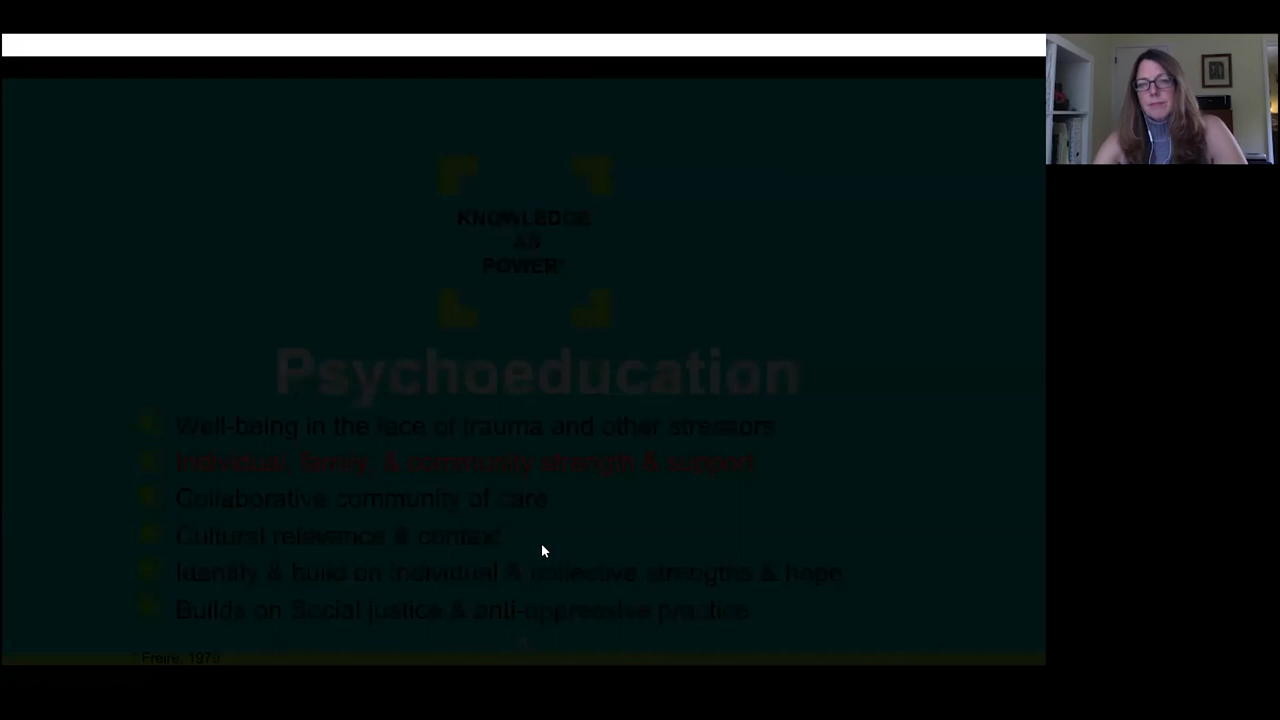 KNOWLEDGE
AS
POWER*
Psychoeducation
Well-being in the face of trauma and other stressors
Individual, family, & community strength & support
Collaborative community of care
Cultural relevance & context
Identify & build on individual & collective strengths & hope
Builds on Social justice & anti-oppressive practice
* Freire, 1970